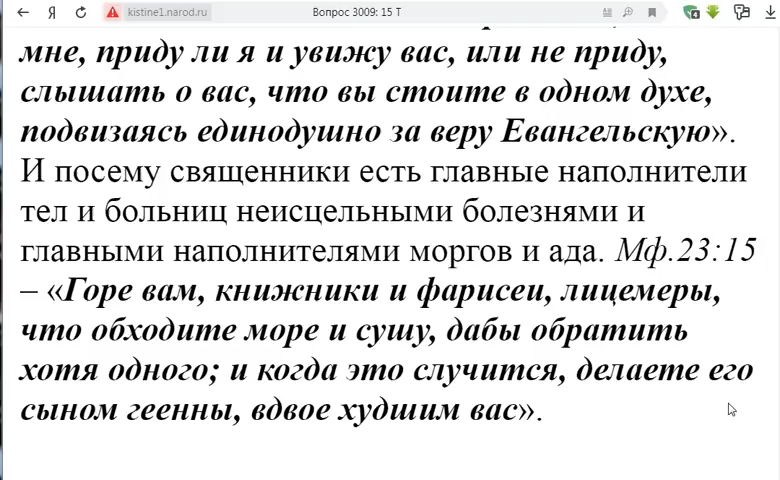 Я
kistine1.narod.ru
Вопрос 3009: 15 Т
4
мне, приду ли я и увижу вас, или не приду,
слышать о вас, что вы стоите в одном духе,
подвизаясь единодушно за веру Евангельскую».
И посему священники есть главные наполнители
тел и больниц неисцельными болезнями и
главными наполнителями моргов и ада. Мф.23:15
– «Горе вам, книжники и фарисеи, лицемеры,
что обходите море и сушу, дабы обратить
хотя одного; и когда это случится, делаете его
сыном геенны, вдвое худшим вас».